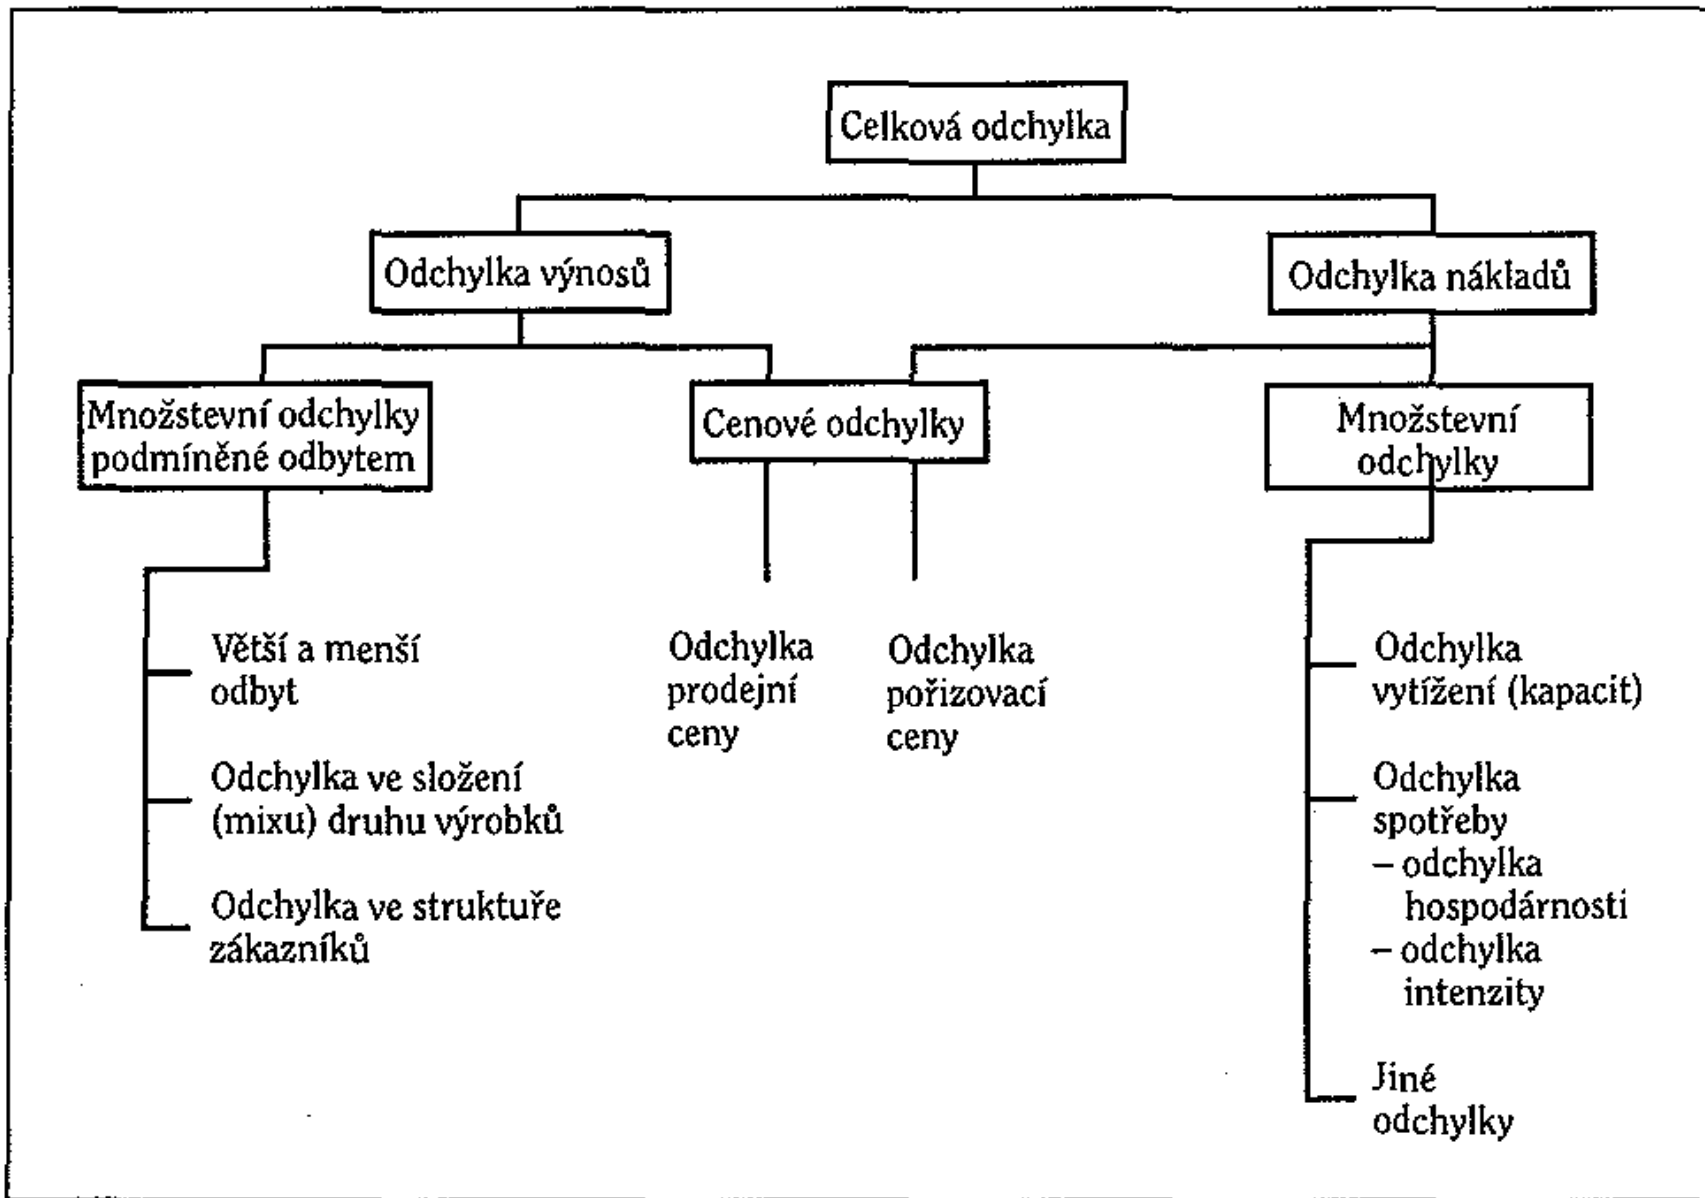 Celková odchylka
Odchylka výnosů
Odchylka nákladů
Množstevní odchylky
podmíněné odbytem
Cenové odchylky
Množstevní
odchylky
Větší a menší
odbyt
Odchylka ve složení
(mixu) druhu výrobků
Odchylka ve struktuře
zákazníků
Odchylka
prodejní
ceny
Odchylka
pořizovací
ceny
Odchylka
vytížení (kapacit)
Odchylka
spotřeby
– odchylka
hospodárnosti
– odchylka
intenzity
Jiné
odchylky